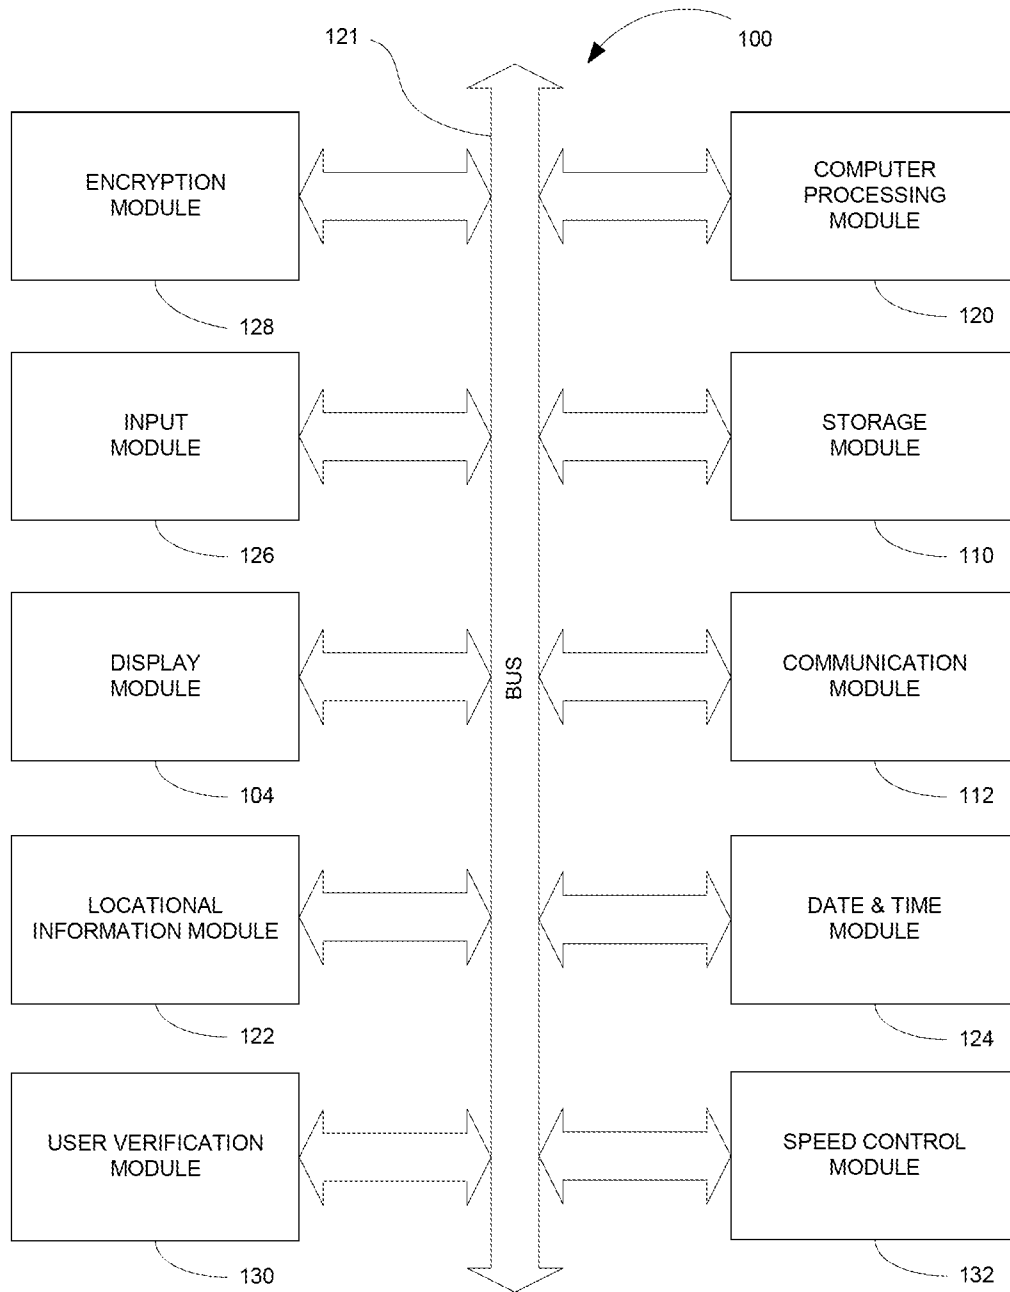 121
100
ENCRYPTION
MODULE
128
COMPUTER
PROCESSING
MODULE
120
INPUT
MODULE
126
STORAGE
MODULE
110
DISPLAY
MODULE
104
BUS
COMMUNICATION
MODULE
112
LOCATIONAL
INFORMATION MODULE
122
DATE & TIME
MODULE
124
USER VERIFICATION
MODULE
130
SPEED CONTROL
MODULE
132